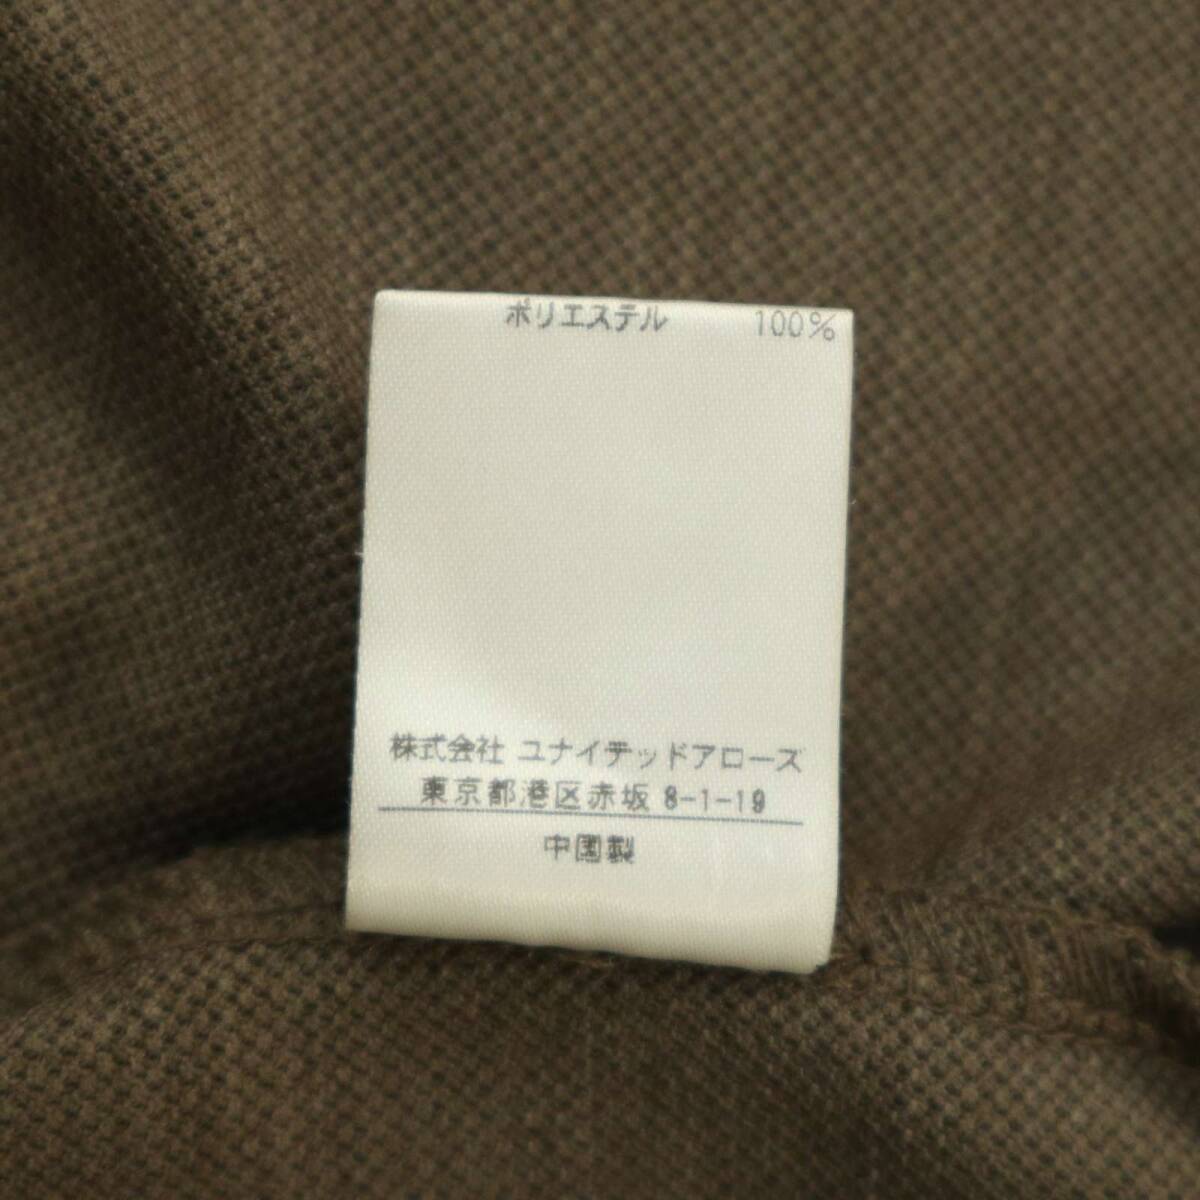 ポリエステル 100%
株式会社 ユナイテッドアローズ
東京都港区赤坂 8-1-19
中国製